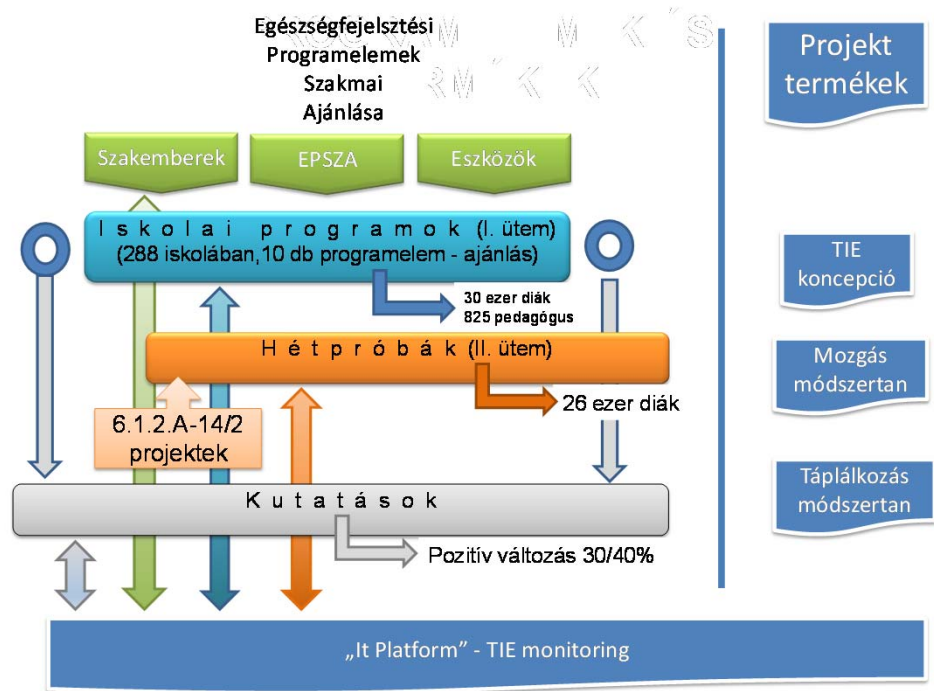 Egészségfejelsztési
Programelemek
Szakmai
Ajánlása
Szakemberek
EPSZA
Eszközök
Iskolai programok (I. ütem)
(288 iskolában,10 db programelem - ajánlás)
30 ezer diák
825 pedagógus
Hétpróbák (II. ütem)
26 ezer diák
6.1.2.A-14/2
projektek
Kutatások
Pozitív változás 30/40%
„It Platform” - TIE monitoring
Projekt
termékek
TIE
koncepció
Mozgás
módszertan
Táplálkozás
módszertan